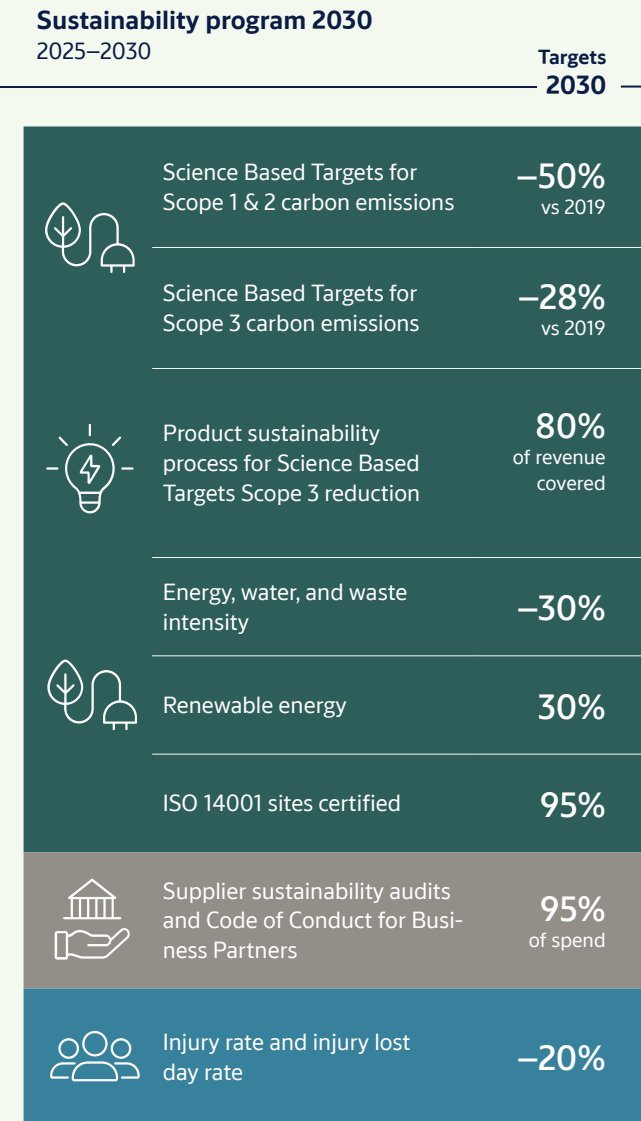 Sustainability program 2030
2025–2030
Targets
2030
Science Based Targets for
Scope 1 & 2 carbon emissions
–50%
vs 2019
Science Based Targets for
Scope 3 carbon emissions
–28%
vs 2019
Product sustainability
process for Science Based
Targets Scope 3 reduction
80%
of revenue
covered
Energy, water, and waste
intensity
–30%
Renewable energy
30%
ISO 14001 sites certified
95%
Supplier sustainability audits
and Code of Conduct for Busi-
ness Partners
95%
of spend
Injury rate and injury lost
day rate
–20%